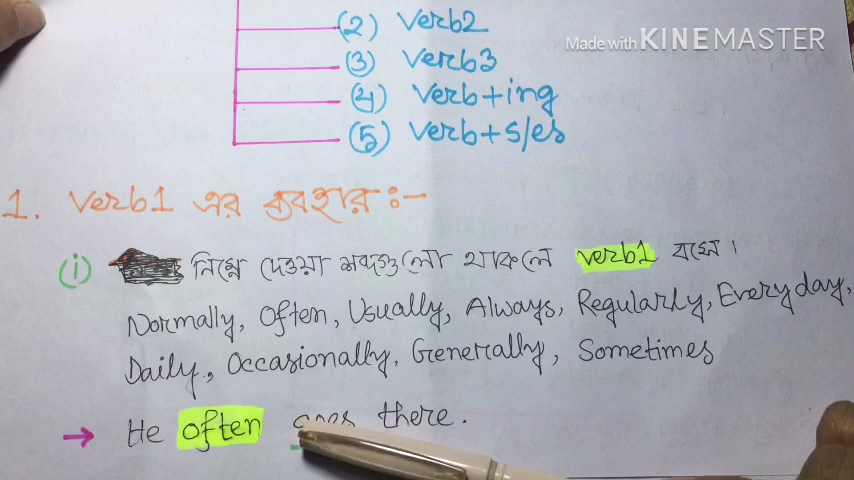 (2) Verb2
Made with KINEMASTER
(3) Verb3
(4) Verb+ing
(5) Verb+s/es
1. Verb1 এর ব্যবহার:-
(i) নিম্নে দেওয়া শব্দগুলো থাকলে verb1 বসে।
Normally, Often, Usually, Always, Regularly, Everyday,
Daily, Occasionally, Generally, Sometimes
→ He often goes there.